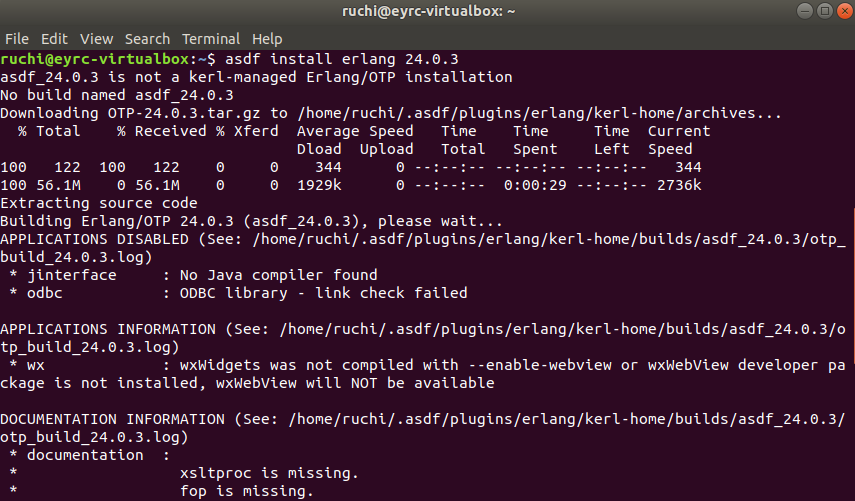 ruchi@eyrc-virtualbox: ~
File Edit View Search Terminal Help
ruchi@eyrc-virtualbox:~$ asdf install erlang 24.0.3
asdf_24.0.3 is not a kerl-managed Erlang/OTP installation
No build named asdf_24.0.3
Downloading OTP-24.0.3.tar.gz to /home/ruchi/.asdf/plugins/erlang/kerl-home/archives...
  % Total    % Received % Xferd  Average Speed   Time    Time     Time  Current
                                 Dload  Upload   Total   Spent    Left  Speed
100   122  100   122    0     0    344      0 --:--:-- --:--:-- --:--:--   344
100 56.1M    0 56.1M    0     0  1929k      0 --:--:--  0:00:29 --:--:-- 2736k
Extracting source code
Building Erlang/OTP 24.0.3 (asdf_24.0.3), please wait...
APPLICATIONS DISABLED (See: /home/ruchi/.asdf/plugins/erlang/kerl-home/builds/asdf_24.0.3/otp_
build_24.0.3.log)
 * jinterface     : No Java compiler found
 * odbc           : ODBC library - link check failed

APPLICATIONS INFORMATION (See: /home/ruchi/.asdf/plugins/erlang/kerl-home/builds/asdf_24.0.3/o
tp_build_24.0.3.log)
 * wx             : wxWidgets was not compiled with --enable-webview or wxWebView developer pa
ckage is not installed, wxWebView will NOT be available

DOCUMENTATION INFORMATION (See: /home/ruchi/.asdf/plugins/erlang/kerl-home/builds/asdf_24.0.3/
otp_build_24.0.3.log)
 * documentation  :
 *                  xsltproc is missing.
 *                  fop is missing.